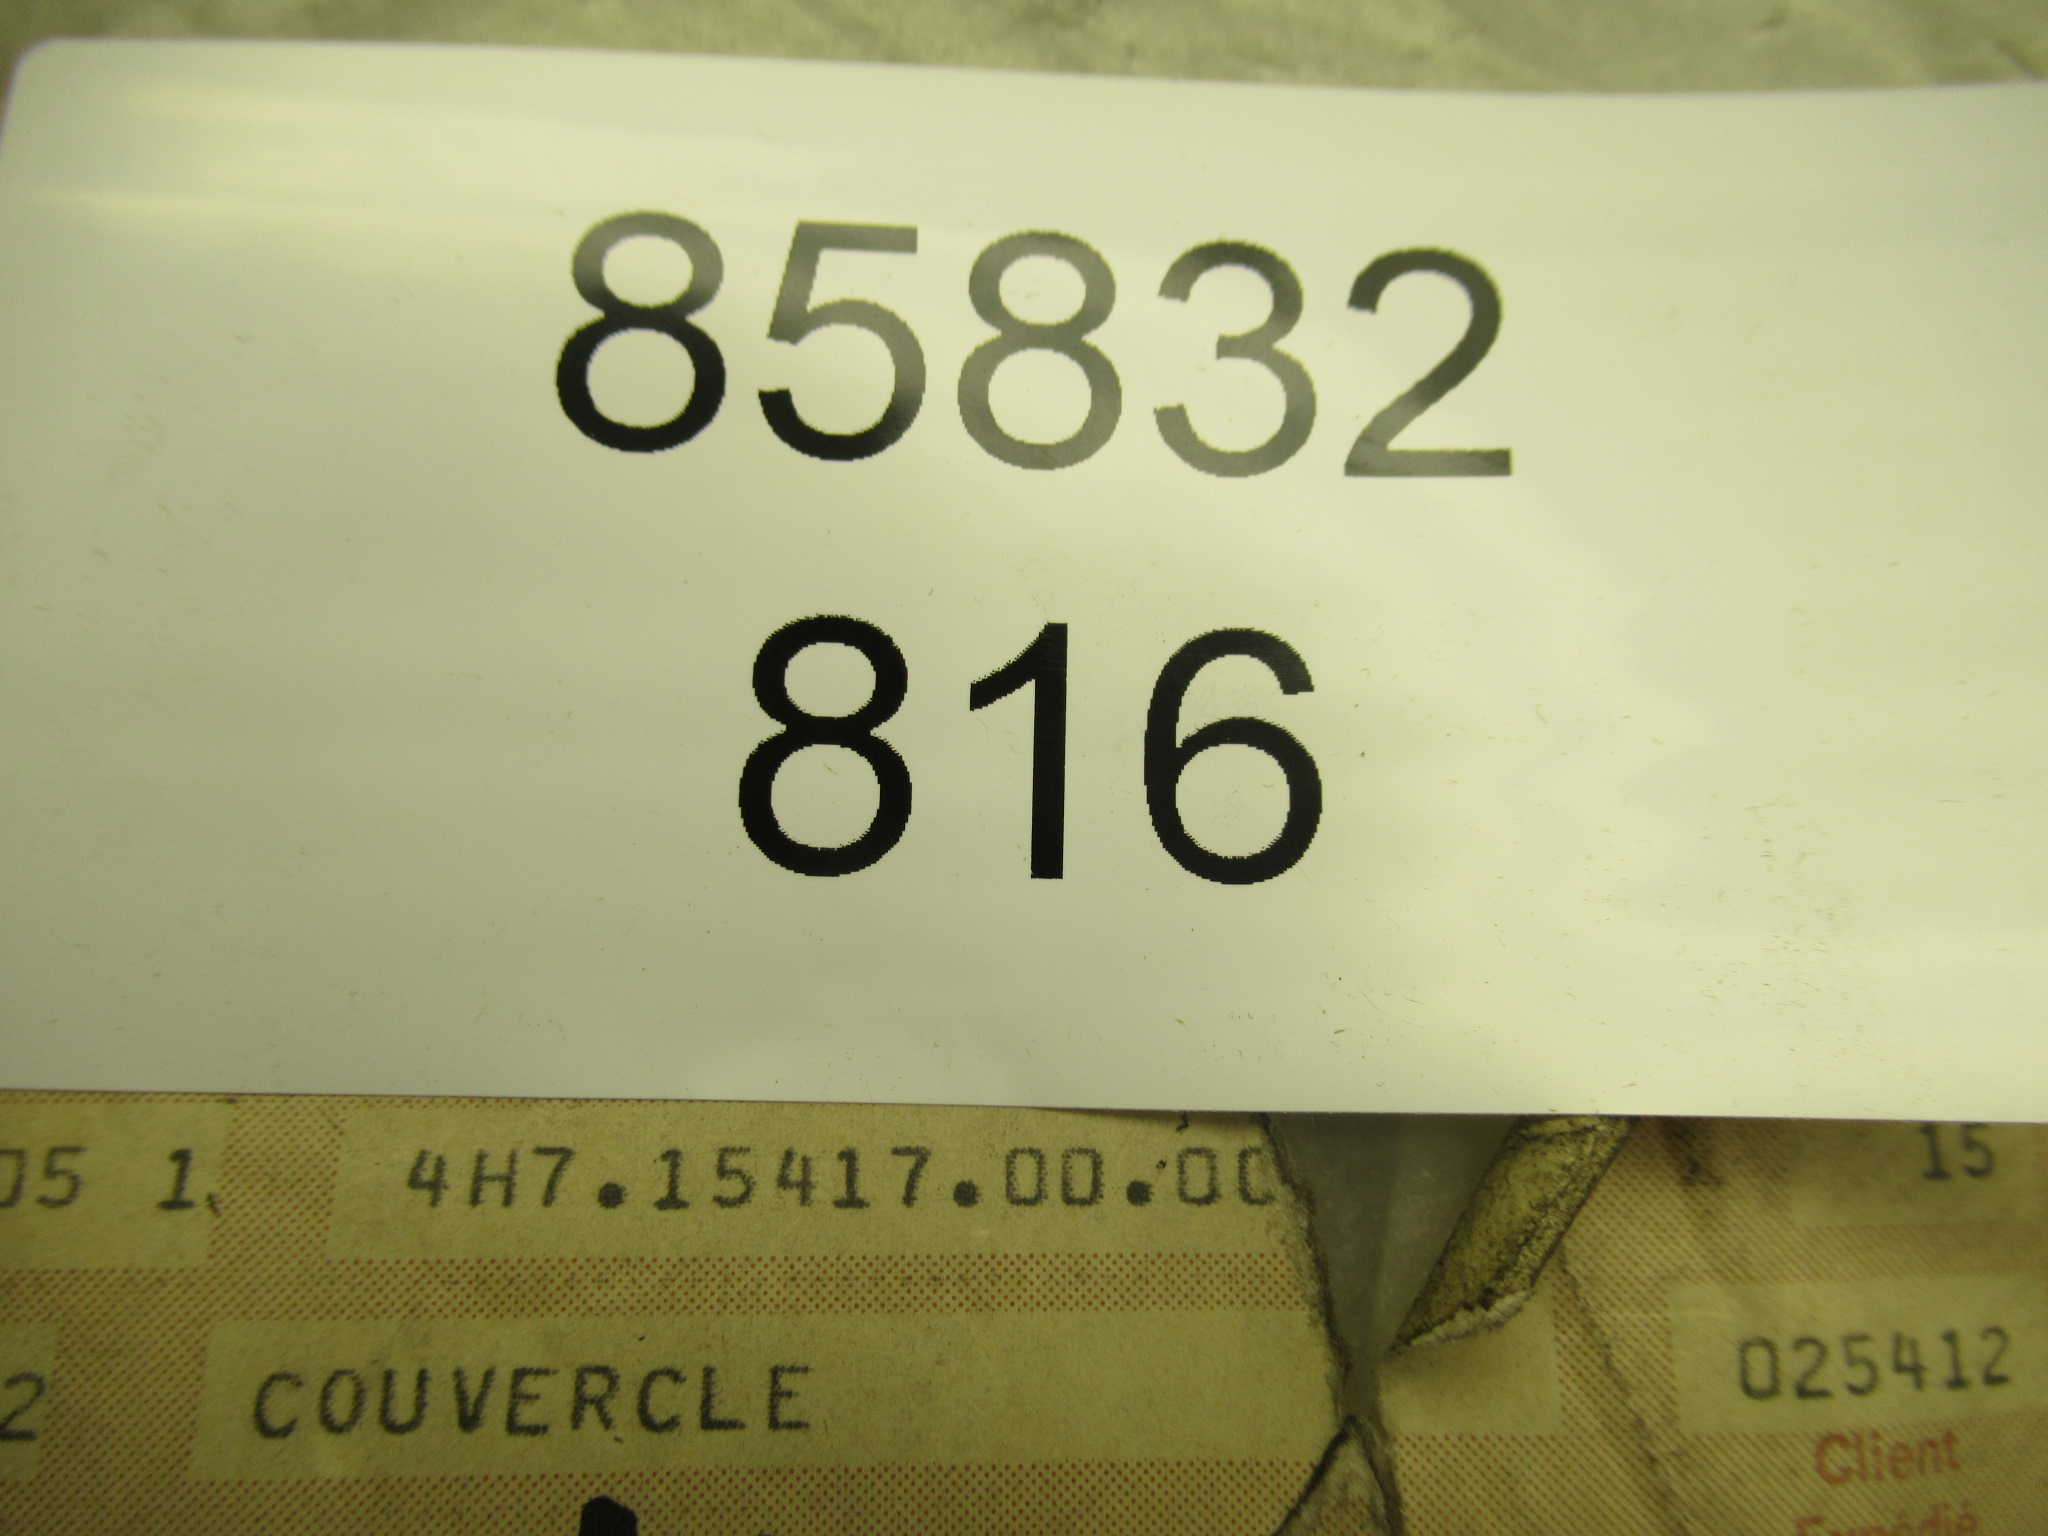 85832
816
05 1 4H7.15417.00.00 15
2 COUVERCLE 025412
Client